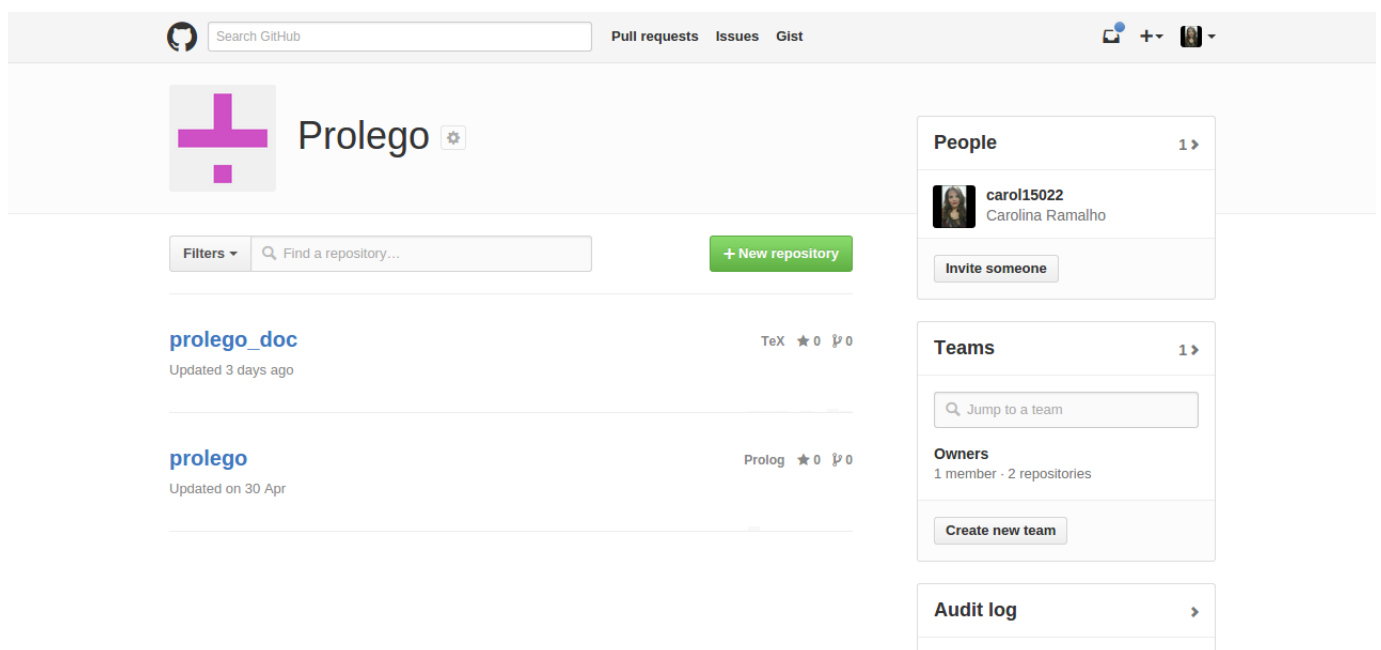 Search GitHub
Pull requests Issues Gist
Prolego
People 1
carol15022
Carolina Ramalho
Invite someone
Filters Find a repository…
New repository
prolego_doc
TeX 0 0
Updated 3 days ago
prolego
Prolog 0 0
Updated on 30 Apr
Teams 1
Jump to a team
Owners
1 member · 2 repositories
Create new team
Audit log